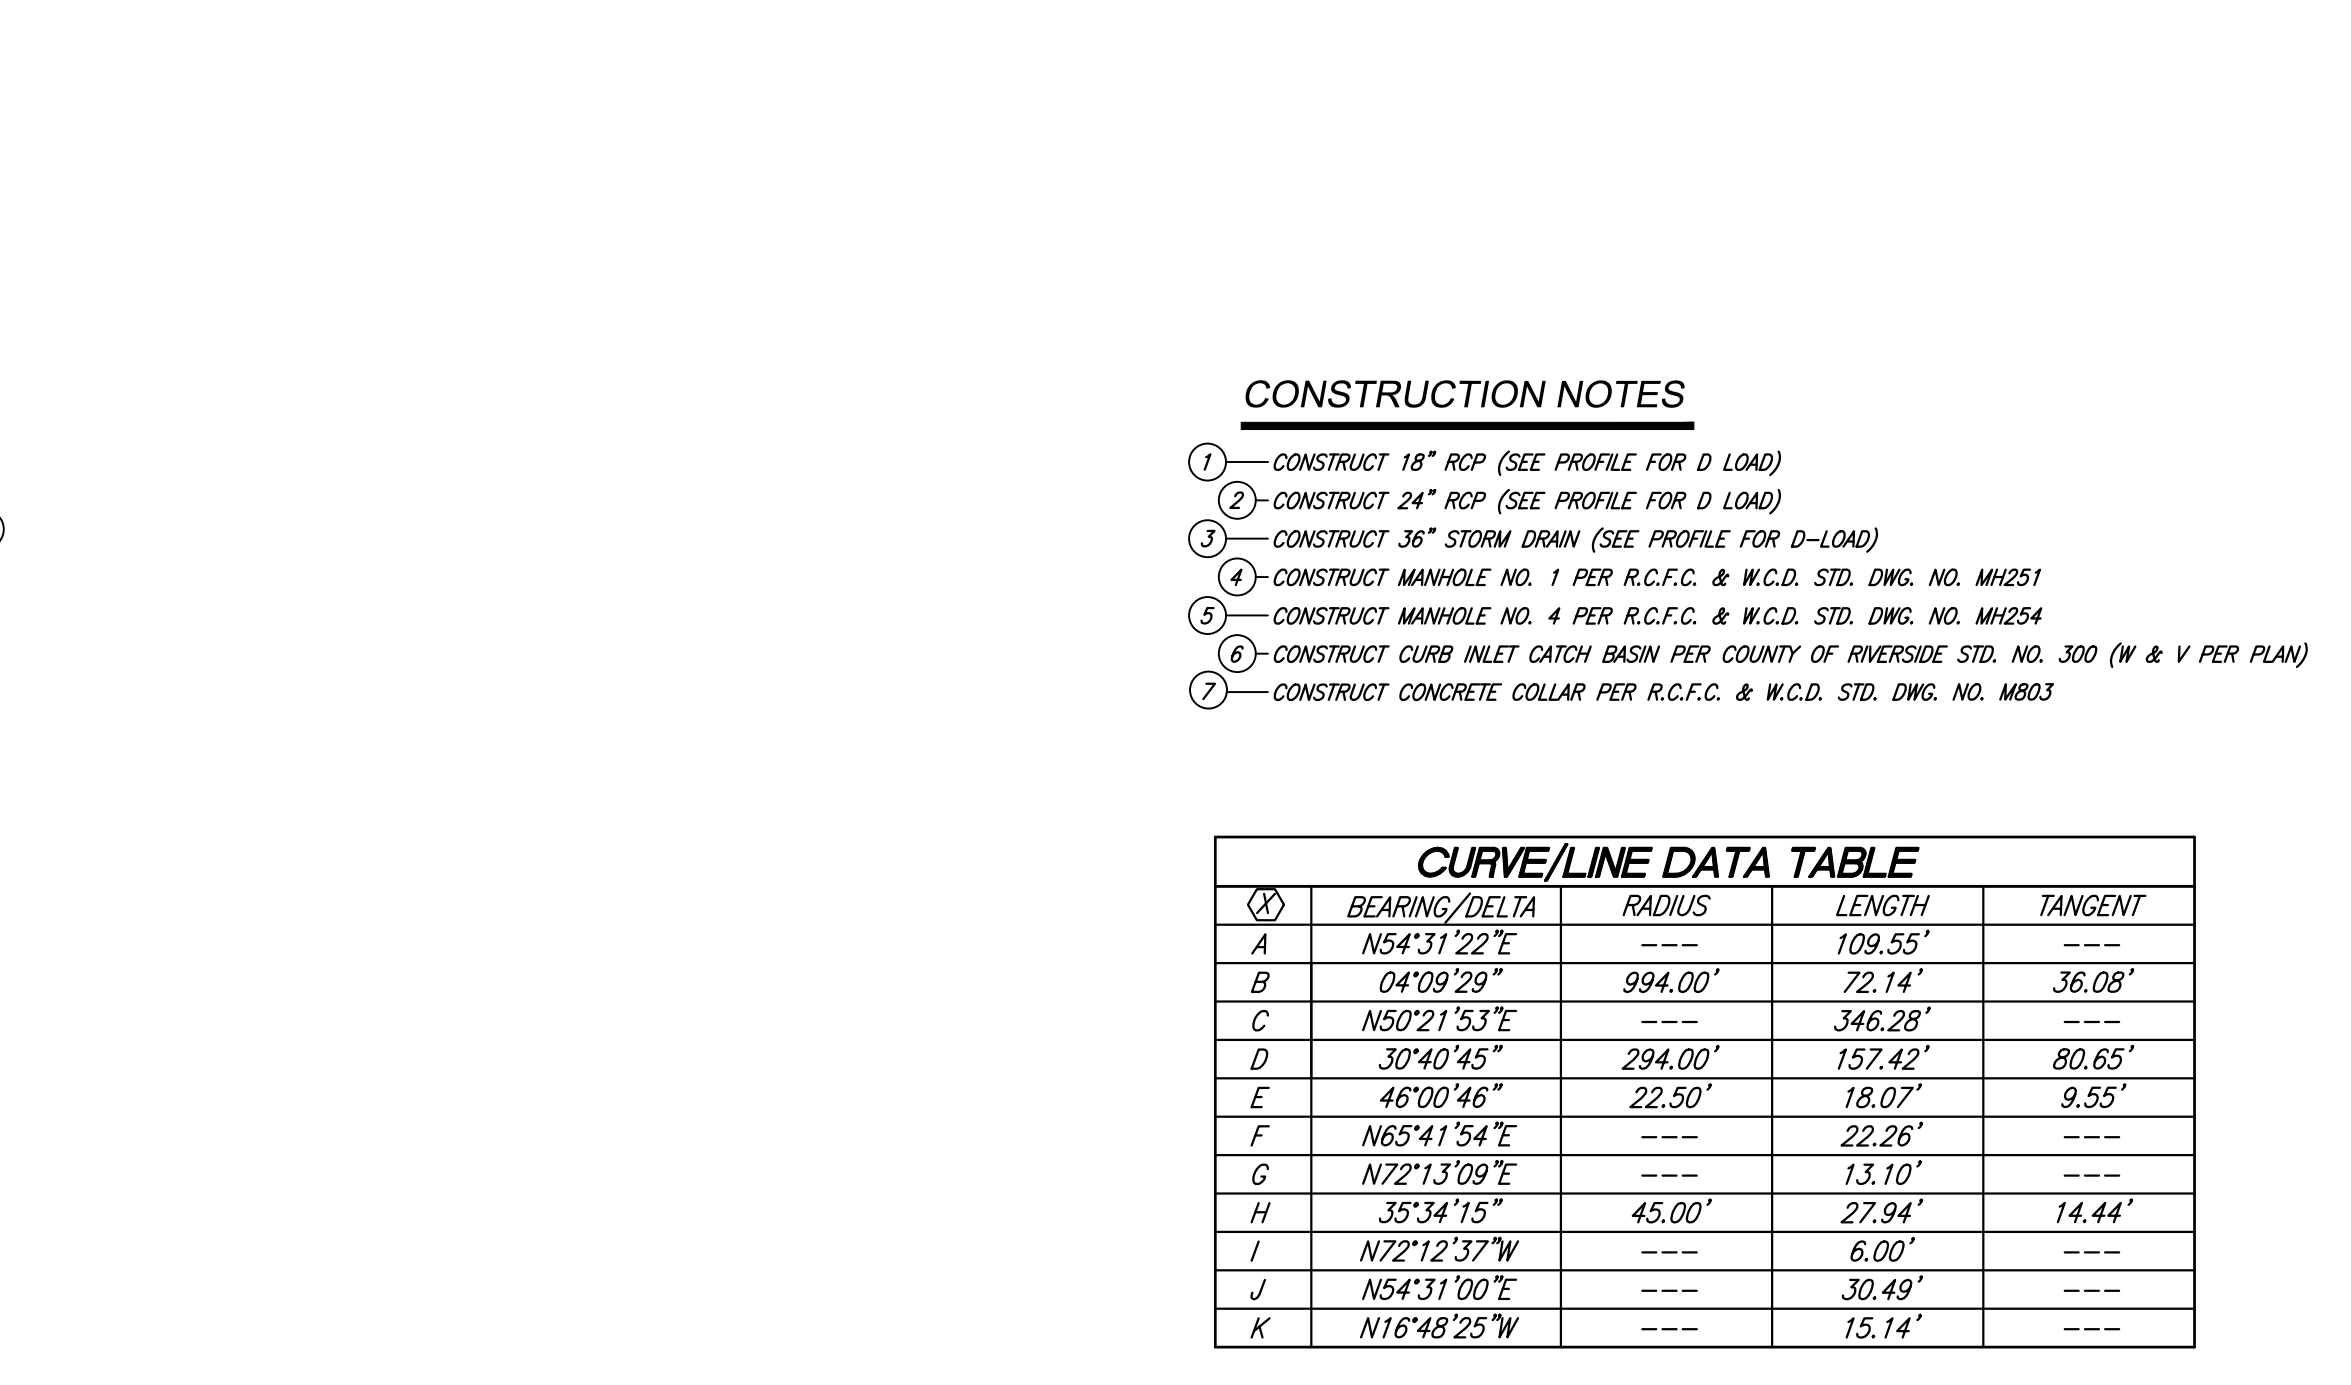 CONSTRUCTION NOTES
1 CONSTRUCT 18" RCP (SEE PROFILE FOR D LOAD)
2 CONSTRUCT 24" RCP (SEE PROFILE FOR D LOAD)
3 CONSTRUCT 36" STORM DRAIN (SEE PROFILE FOR D-LOAD)
4 CONSTRUCT MANHOLE NO. 1 PER R.C.F.C. & W.C.D. STD. DWG. NO. MH251
5 CONSTRUCT MANHOLE NO. 4 PER R.C.F.C. & W.C.D. STD. DWG. NO. MH254
6 CONSTRUCT CURB INLET CATCH BASIN PER COUNTY OF RIVERSIDE STD. NO. 300 (W & V PER PLAN)
7 CONSTRUCT CONCRETE COLLAR PER R.C.F.C. & W.C.D. STD. DWG. NO. M803
CURVE/LINE DATA TABLE
X BEARING/DELTA RADIUS LENGTH TANGENT
A N54°31'22"E --- 109.55' ---
B 04°09'29" 994.00' 72.14' 36.08'
C N50°21'53"E --- 346.28' ---
D 30°40'45" 294.00' 157.42' 80.65'
E 46°00'46" 22.50' 18.07' 9.55'
F N65°41'54"E --- 22.26' ---
G N72°13'09"E --- 13.10' ---
H 35°34'15" 45.00' 27.94' 14.44'
I N72°12'37"W --- 6.00' ---
J N54°31'00"E --- 30.49' ---
K N16°48'25"W --- 15.14' ---